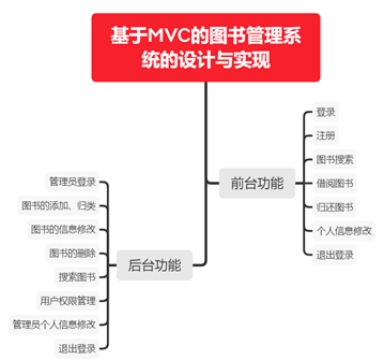 基于MVC的图书管理系
统的设计与实现
前台功能
登录
注册
图书搜索
借阅图书
归还图书
个人信息修改
退出登录
后台功能
管理员登录
图书的添加、归类
图书的信息修改
图书的删除
搜索图书
用户权限管理
管理员个人信息修改
退出登录